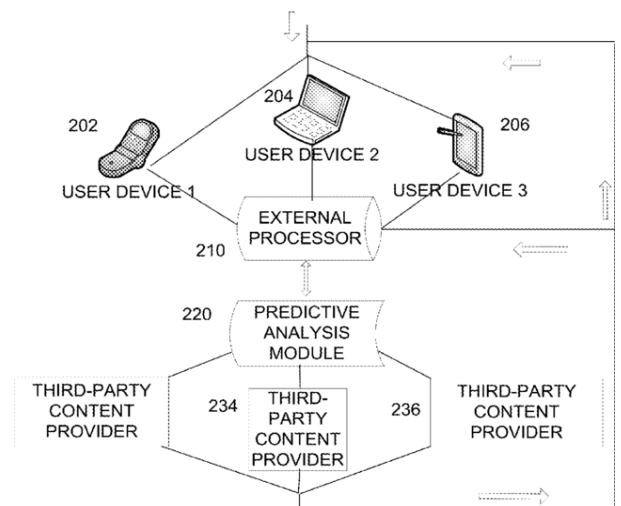 204
202
206
USER DEVICE 2
USER DEVICE 1
USER DEVICE 3
EXTERNAL
PROCESSOR
210
220
PREDICTIVE
ANALYSIS
MODULE
THIRD-PARTY
CONTENT
PROVIDER
234
THIRD-
PARTY
CONTENT
PROVIDER
236
THIRD-PARTY
CONTENT
PROVIDER